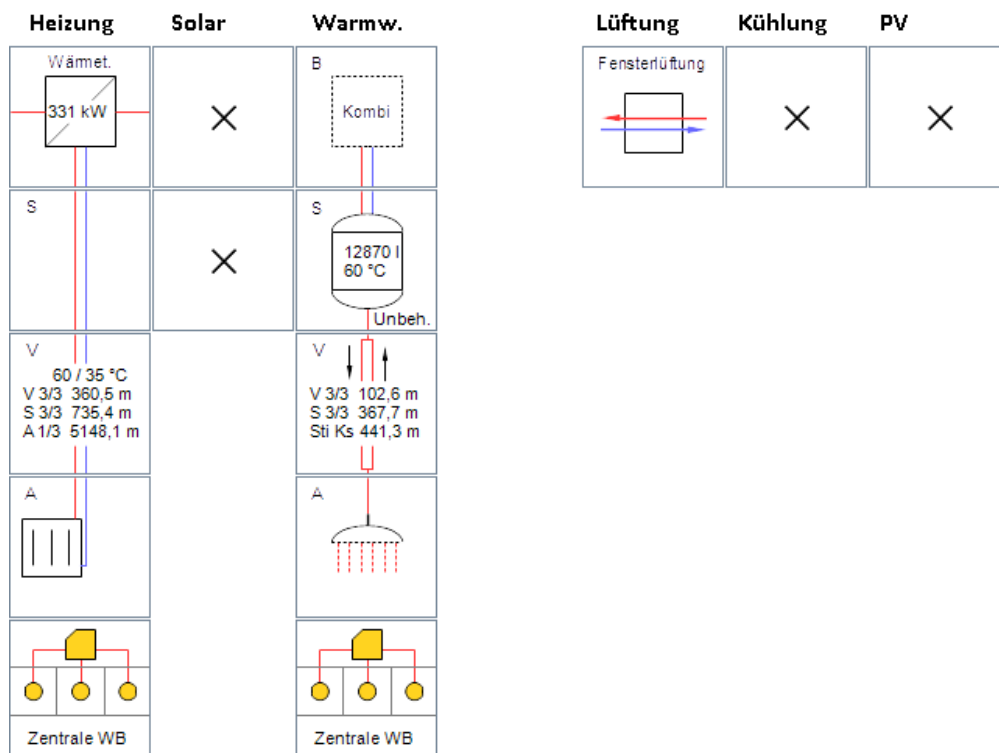 Heizung Solar Warmw. Lüftung Kühlung PV
Wärmet.
331 kW
B
Kombi
Fensterlüftung
S
S
12870 l
60 °C
Unbeh.
V
60 / 35 °C
V 3/3 360,5 m
S 3/3 735,4 m
A 1/3 5148,1 m
V
V 3/3 102,6 m
S 3/3 367,7 m
Sti Ks 441,3 m
A
A
Zentrale WB
Zentrale WB